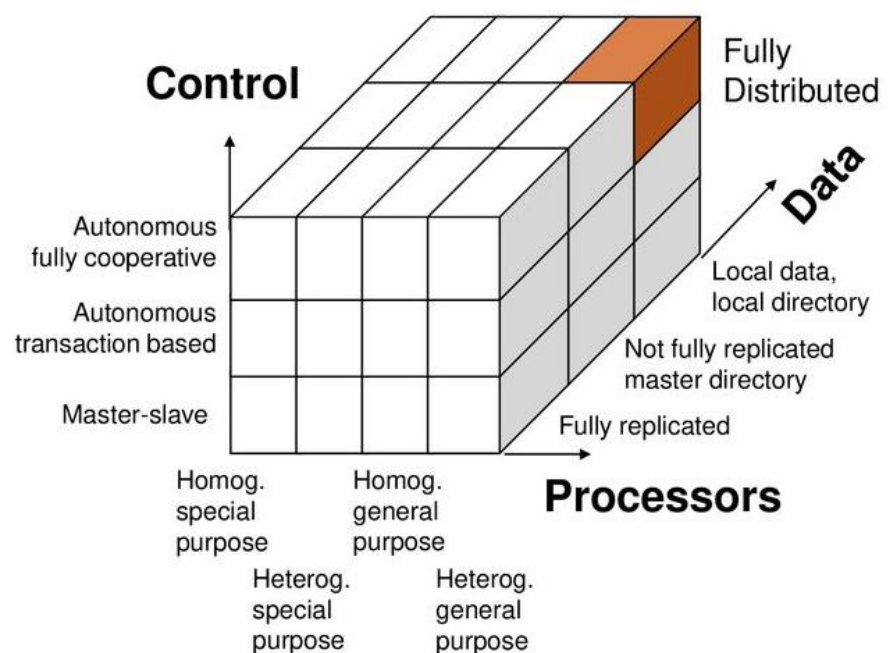 Control
Fully
Distributed
Data
Autonomous
fully cooperative
Autonomous
transaction based
Master-slave
Local data,
local directory
Not fully replicated
master directory
Fully replicated
Processors
Homog.
special
purpose
Heterog.
special
purpose
Homog.
general
purpose
Heterog.
general
purpose